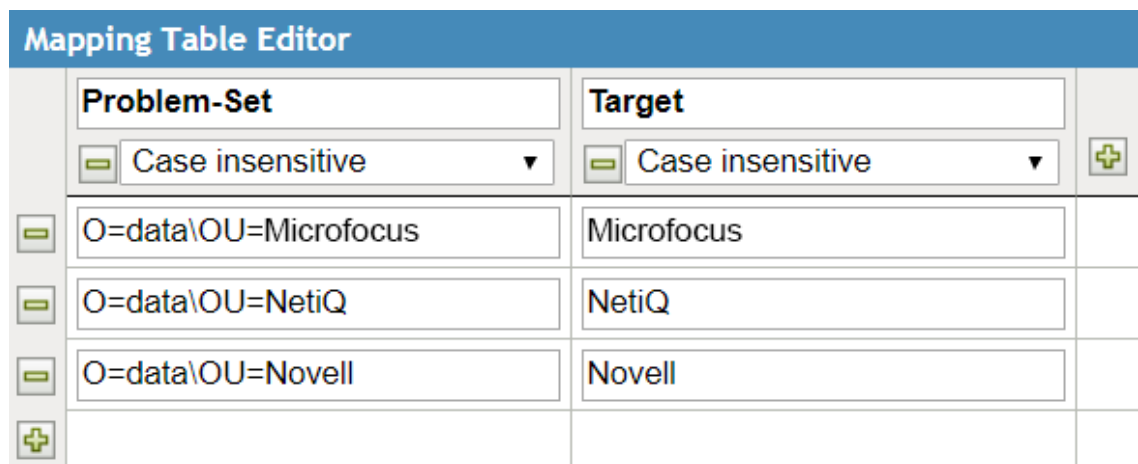 Mapping Table Editor
Problem-Set Target
Case insensitive Case insensitive
O=data\OU=Microfocus Microfocus
O=data\OU=NetiQ NetiQ
O=data\OU=Novell Novell